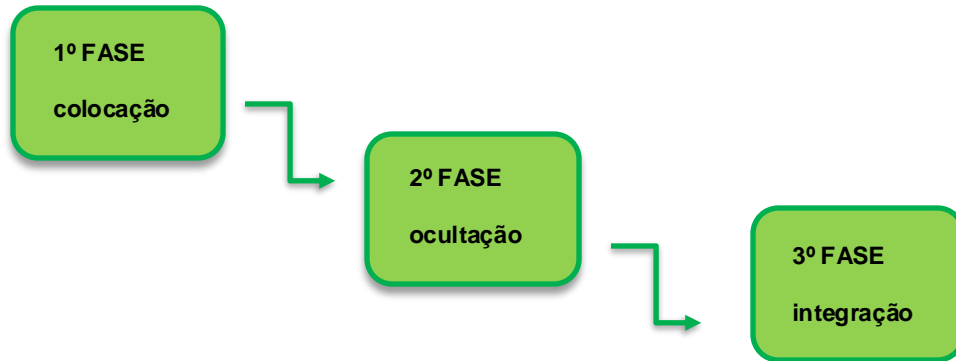 1º FASE
colocação
2º FASE
ocultação
3º FASE
integração